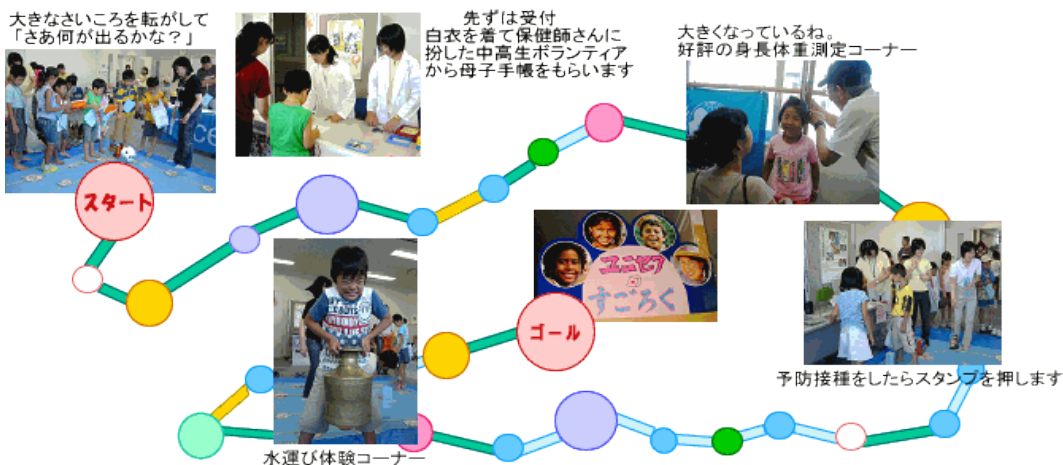 大きなさいころを転がして
「さあ何が出るかな？」
先ずは受付
白衣を着て保健師さんに
扮した中高生ボランティア
から母子手帳をもらいます
大きくなっているね。
好評の身長体重測定コーナー
スタート
ユニセフ
の
すごろく
ゴール
予防接種をしたらスタンプを押します
水運び体験コーナー